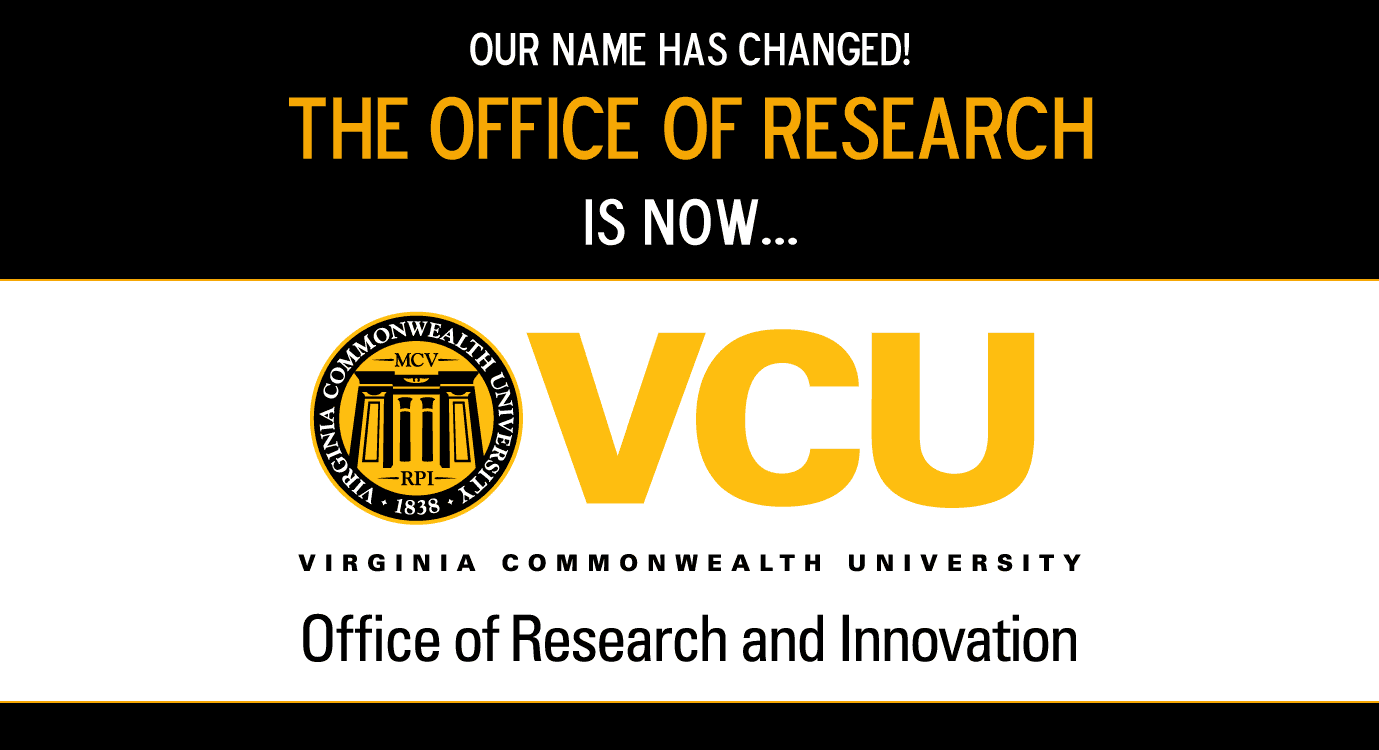 OUR NAME HAS CHANGED!
THE OFFICE OF RESEARCH
IS NOW...
VIRGINIA COMMONWEALTH UNIVERSITY
MCV
RPI
· 1838 ·
VCU
VIRGINIA COMMONWEALTH UNIVERSITY
Office of Research and Innovation